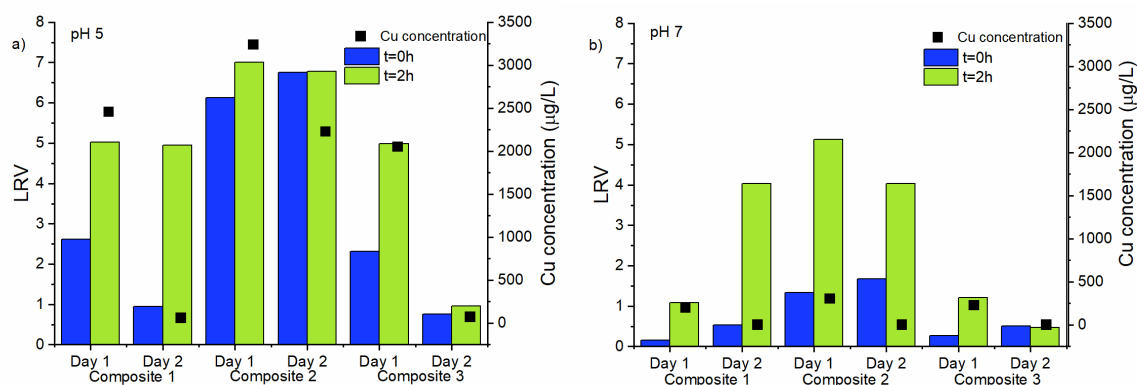 a)
pH 5
Cu concentration
t=0h
t=2h
LRV
8
7
6
5
4
3
2
1
0
3500
3000
2500
2000
1500
1000
500
0
Cu concentration (µg/L)
Day 1 Day 2 Day 1 Day 2 Day 1 Day 2
Composite 1 Composite 2 Composite 3
b)
pH 7
Cu concentration
t=0h
t=2h
LRV
8
7
6
5
4
3
2
1
0
3500
3000
2500
2000
1500
1000
500
0
Cu concentration (µg/L)
Day 1 Day 2 Day 1 Day 2 Day 1 Day 2
Composite 1 Composite 2 Composite 3